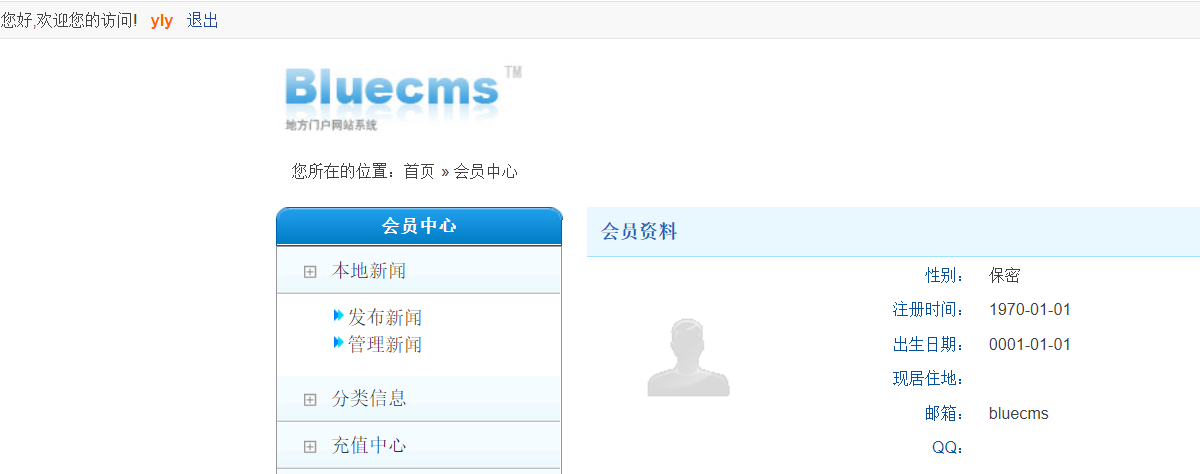 您好,欢迎您的访问! yly 退出
Bluecms TM
地方门户网站系统
您所在的位置：首页 » 会员中心
会员中心
本地新闻
发布新闻
管理新闻
分类信息
充值中心
会员资料
性别： 保密
注册时间： 1970-01-01
出生日期： 0001-01-01
现居住地：
邮箱： bluecms
QQ：